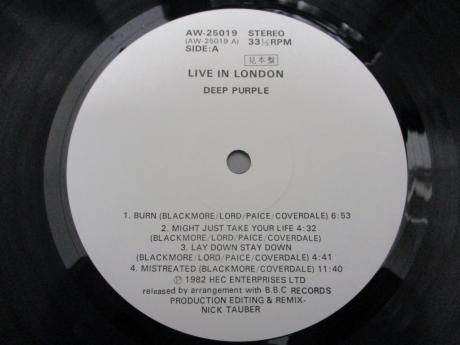 AW-25019 STEREO
(AW-25019 A) 33⅓RPM
SIDE:A
見本盤
LIVE IN LONDON
DEEP PURPLE
1. BURN (BLACKMORE/LORD/PAICE/COVERDALE) 6:53
2. MIGHT JUST TAKE YOUR LIFE 4:32
(BLACKMORE/LORD/PAICE/COVERDALE)
3. LAY DOWN STAY DOWN
(BLACKMORE/LORD/PAICE/COVERDALE) 4:41
4. MISTREATED (BLACKMORE/COVERDALE) 11:40
Ⓟ 1982 HEC ENTERPRISES LTD
released by arrangement with B.B.C RECORDS
PRODUCTION EDITING & REMIX-
NICK TAUBER